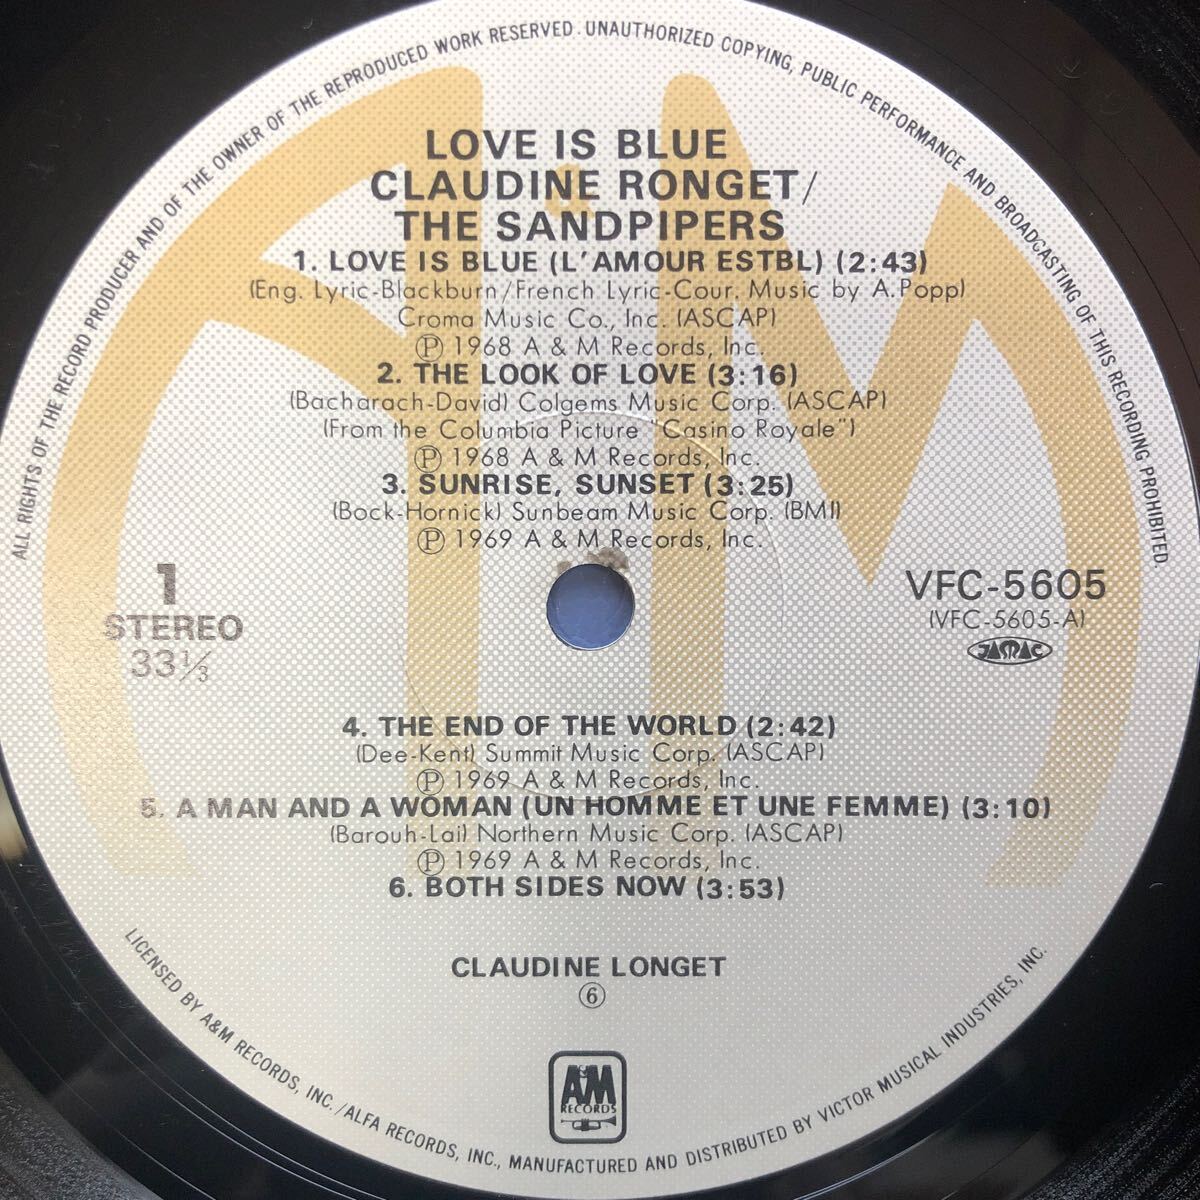 ALL RIGHTS OF THE RECORD PRODUCER AND OF THE OWNER OF THE REPRODUCED WORK RESERVED. UNAUTHORIZED COPYING, PUBLIC PERFORMANCE AND BROADCASTING OF THIS RECORDING PROHIBITED.
LOVE IS BLUE
CLAUDINE RONGET/
THE SANDPIPERS
1. LOVE IS BLUE (L'AMOUR ESTBL) (2:43)
(Eng. Lyric-Blackburn/French Lyric-Cour, Music by A.Popp)
Croma Music Co., Inc. (ASCAP)
Ⓟ 1968 A & M Records, Inc.
2. THE LOOK OF LOVE (3:16)
(Bacharach-David) Colgems Music Corp. (ASCAP)
(From the Columbia Picture "Casino Royale")
Ⓟ 1968 A & M Records, Inc.
3. SUNRISE, SUNSET (3:25)
(Bock-Hornick) Sunbeam Music Corp. (BMI)
Ⓟ 1969 A & M Records, Inc.
1
STEREO
33⅓
VFC-5605
(VFC-5605-A)
JASRAC
4. THE END OF THE WORLD (2:42)
(Dee-Kent) Summit Music Corp. (ASCAP)
Ⓟ 1969 A & M Records, Inc.
5. A MAN AND A WOMAN (UN HOMME ET UNE FEMME) (3:10)
(Barouh-Lai) Northern Music Corp. (ASCAP)
Ⓟ 1969 A & M Records, Inc.
6. BOTH SIDES NOW (3:53)
CLAUDINE LONGET
⑥
A&M
RECORDS
LICENSED BY A&M RECORDS, INC./ALFA RECORDS, INC., MANUFACTURED AND DISTRIBUTED BY VICTOR MUSICAL INDUSTRIES, INC.